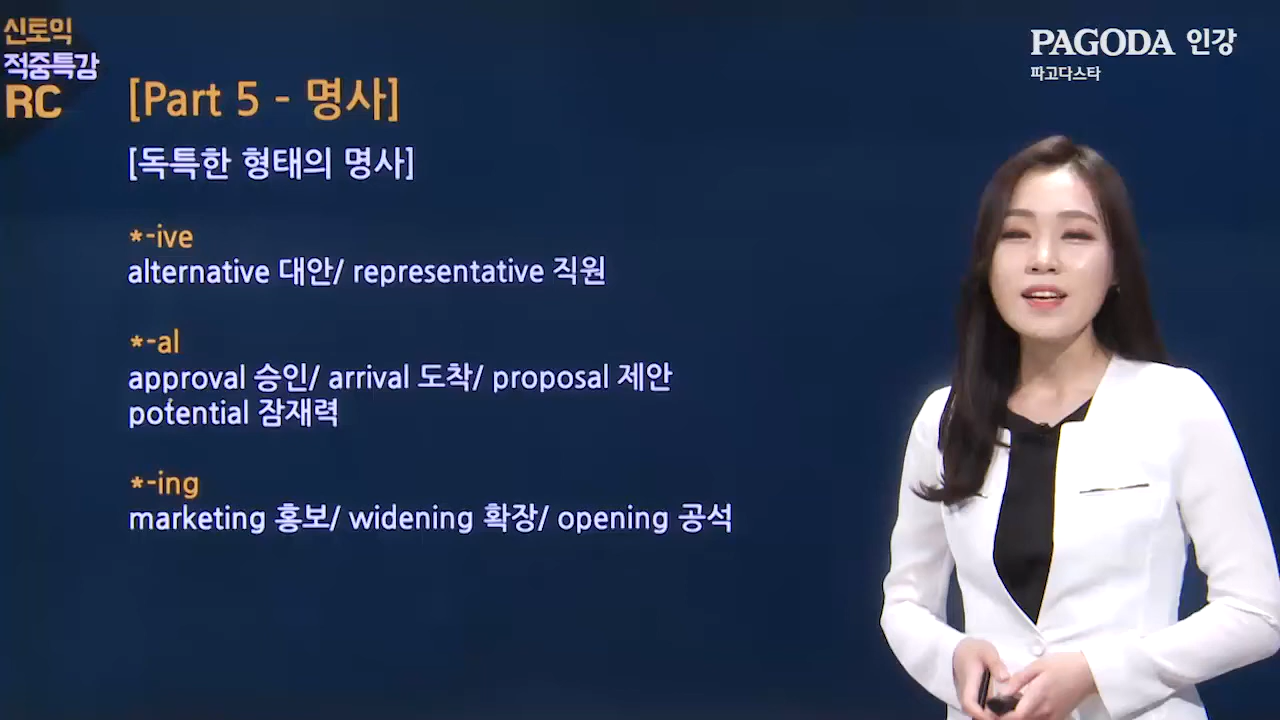 신토익
적중특강
RC
PAGODA 인강
파고다스타
[Part 5 - 명사]
[독특한 형태의 명사]
*-ive
alternative 대안/ representative 직원
*-al
approval 승인/ arrival 도착/ proposal 제안
potential 잠재력
*-ing
marketing 홍보/ widening 확장/ opening 공석